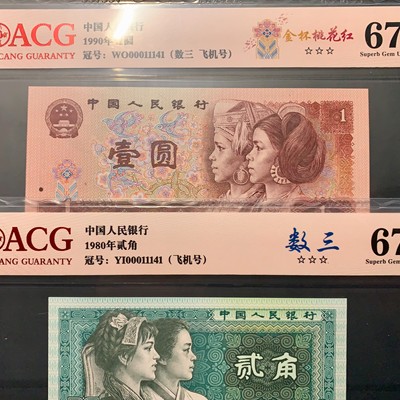 ACG
CANG GUARANTY
中国人民银行
1990年壹圆
冠号：WO00011141（数三 飞机号）
金杯桃花红
☆☆☆
67
Superb Gem U
中国人民银行
壹圆
1
ACG
CANG GUARANTY
中国人民银行
1980年贰角
冠号：YI00011141（飞机号）
数三
☆☆☆
67
Superb Gem
中国人民银行
贰角